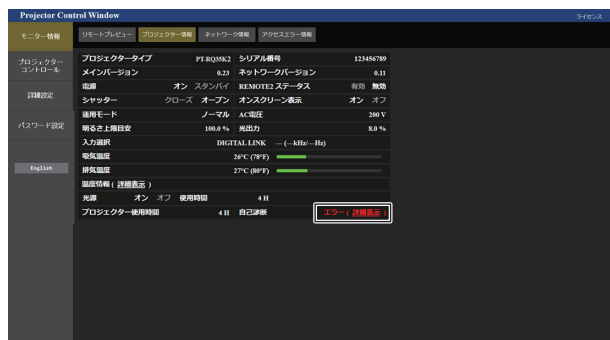 Projector Control Window
ライセンス
モニター情報
プロジェクター
コントロール
詳細設定
パスワード設定
English
リモートプレビュー プロジェクター情報 ネットワーク情報 アクセスエラー情報
プロジェクタータイプ PT-RQ35K2 シリアル番号 123456789
メインバージョン 0.23 ネットワークバージョン 0.11
電源 オン スタンバイ REMOTE2 ステータス 有効 無効
シャッター クローズ オープン オンスクリーン表示 オン オフ
運用モード ノーマル AC電圧 200 V
明るさ上限目安 100.0 % 光出力 8.0 %
入力選択 DIGITAL LINK ---(---kHz/---Hz)
吸気温度 26°C (78°F)
排気温度 27°C (80°F)
温度情報 ( 詳細表示 )
光源 オン オフ 使用時間 4 H
プロジェクター使用時間 4 H 自己診断 エラー ( 詳細表示 )